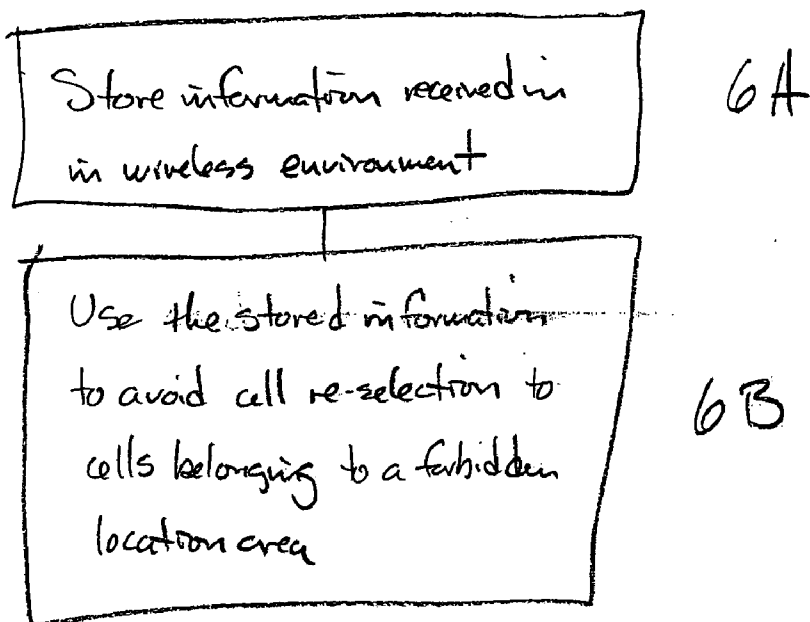 Store information received in
in wireless environment
6A
Use the stored information
to avoid cell re-selection to
cells belonging to a forbidden
location area
6B